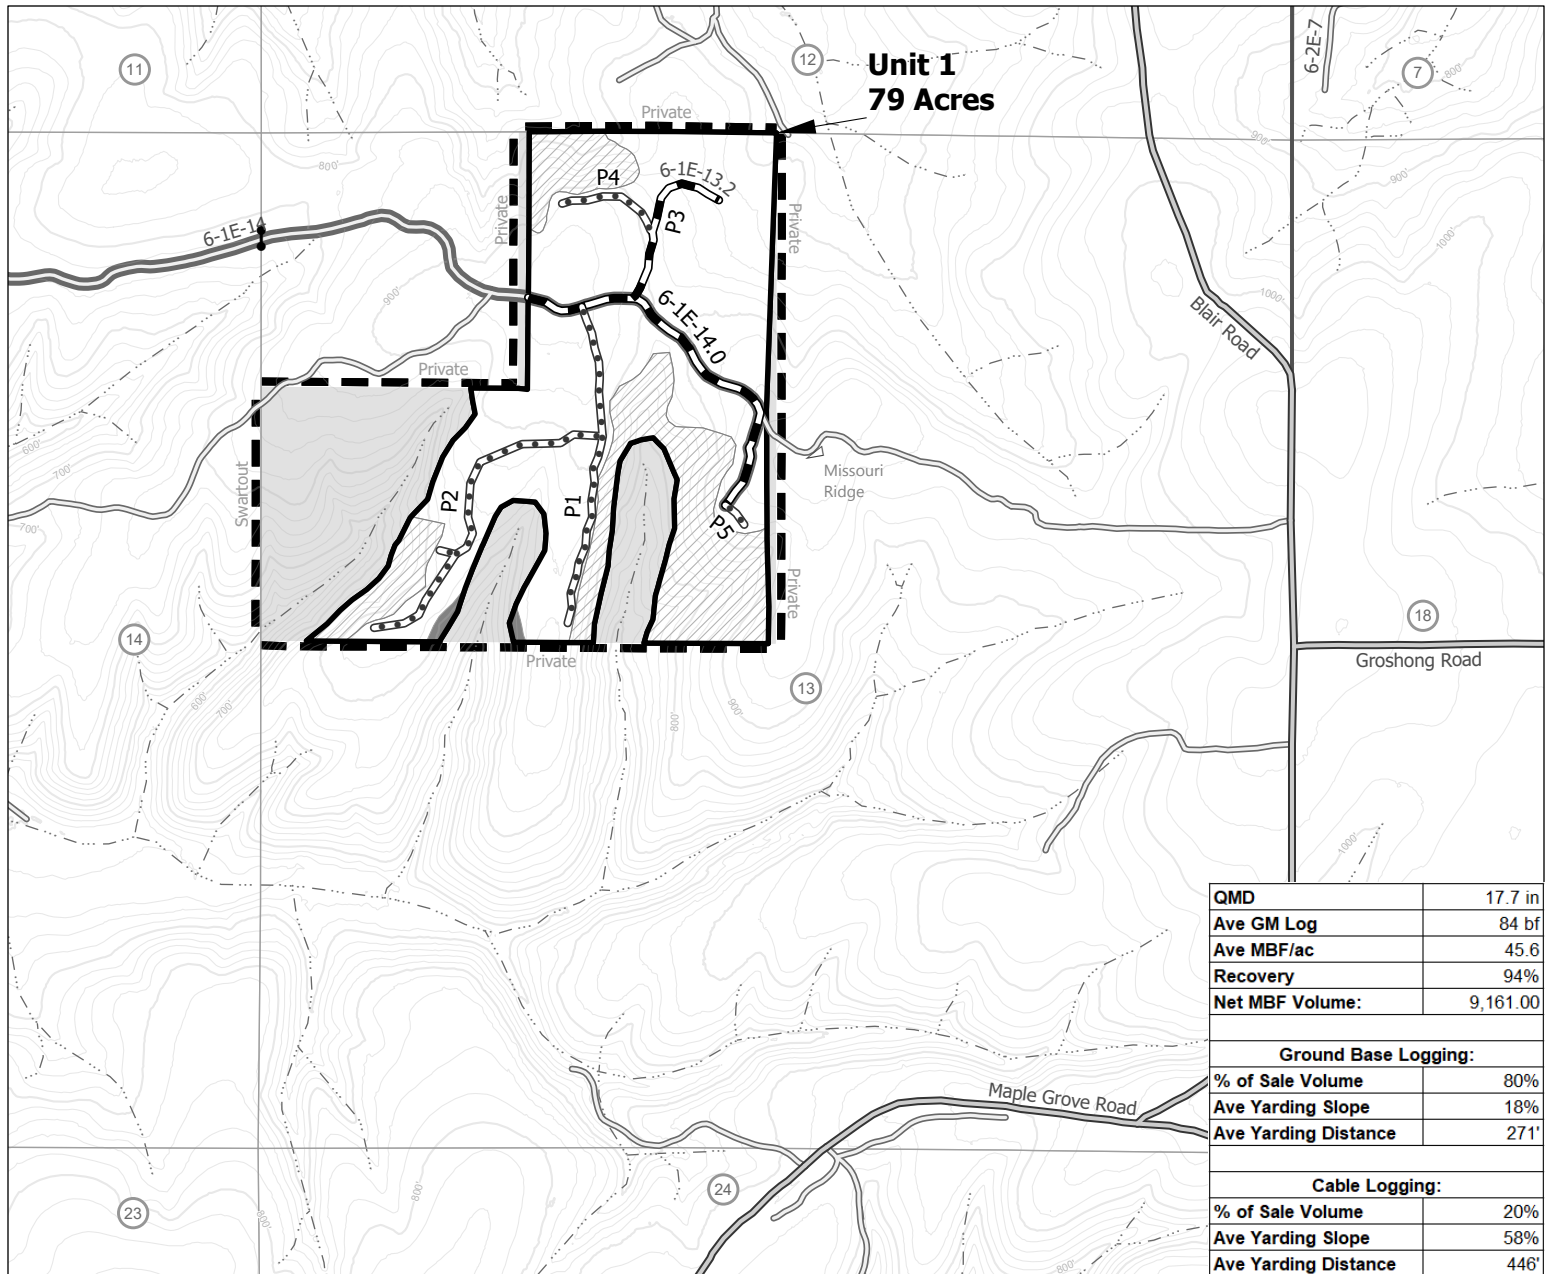 11
12
Unit 1
79 Acres
6-2E-7
7
800'
Private
900'
800'
P4
6-1E-13.2
900'
Private
P3
Private
6-1E-14
1000'
900'
6-1E-14.0
1000'
Blair Road
Private
600'
700'
Missouri
Ridge
Swartout
P2
P1
P5
700'
Private
14
18
Private
Groshong Road
13
600'
700'
900'
800'
1000'
QMD 17.7 in
Ave GM Log 84 bf
Ave MBF/ac 45.6
Recovery 94%
Net MBF Volume: 9,161.00
Ground Base Logging:
% of Sale Volume 80%
Ave Yarding Slope 18%
Ave Yarding Distance 271'
Maple Grove Road
Cable Logging:
% of Sale Volume 20%
Ave Yarding Slope 58%
Ave Yarding Distance 446'
24
23
800'
800'
800'